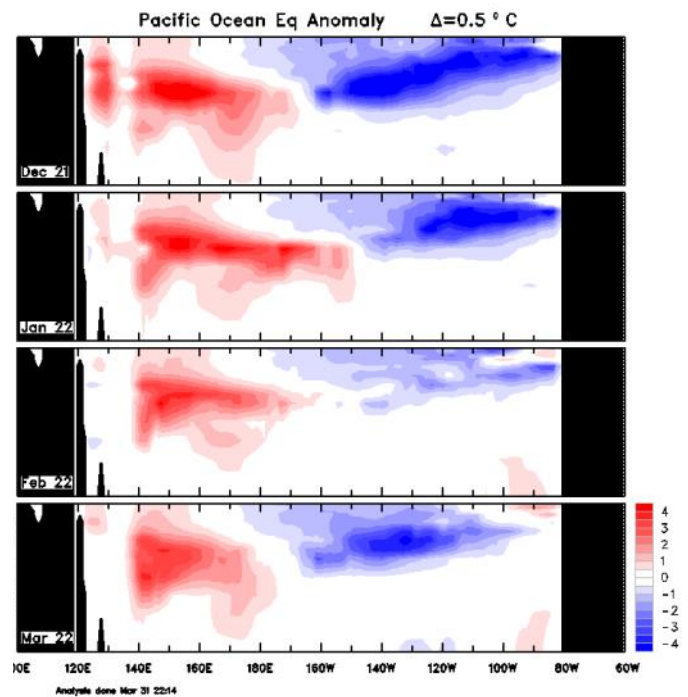 Pacific Ocean Eq Anomaly Δ=0.5 ° C
Dec 21
Jan 22
Feb 22
Mar 22
4
3
2
1
-1
-2
-3
-4
00E 120E 140E 160E 180E 160W 140W 120W 100W 80W 60W
Analysis done Mar 31 22:14